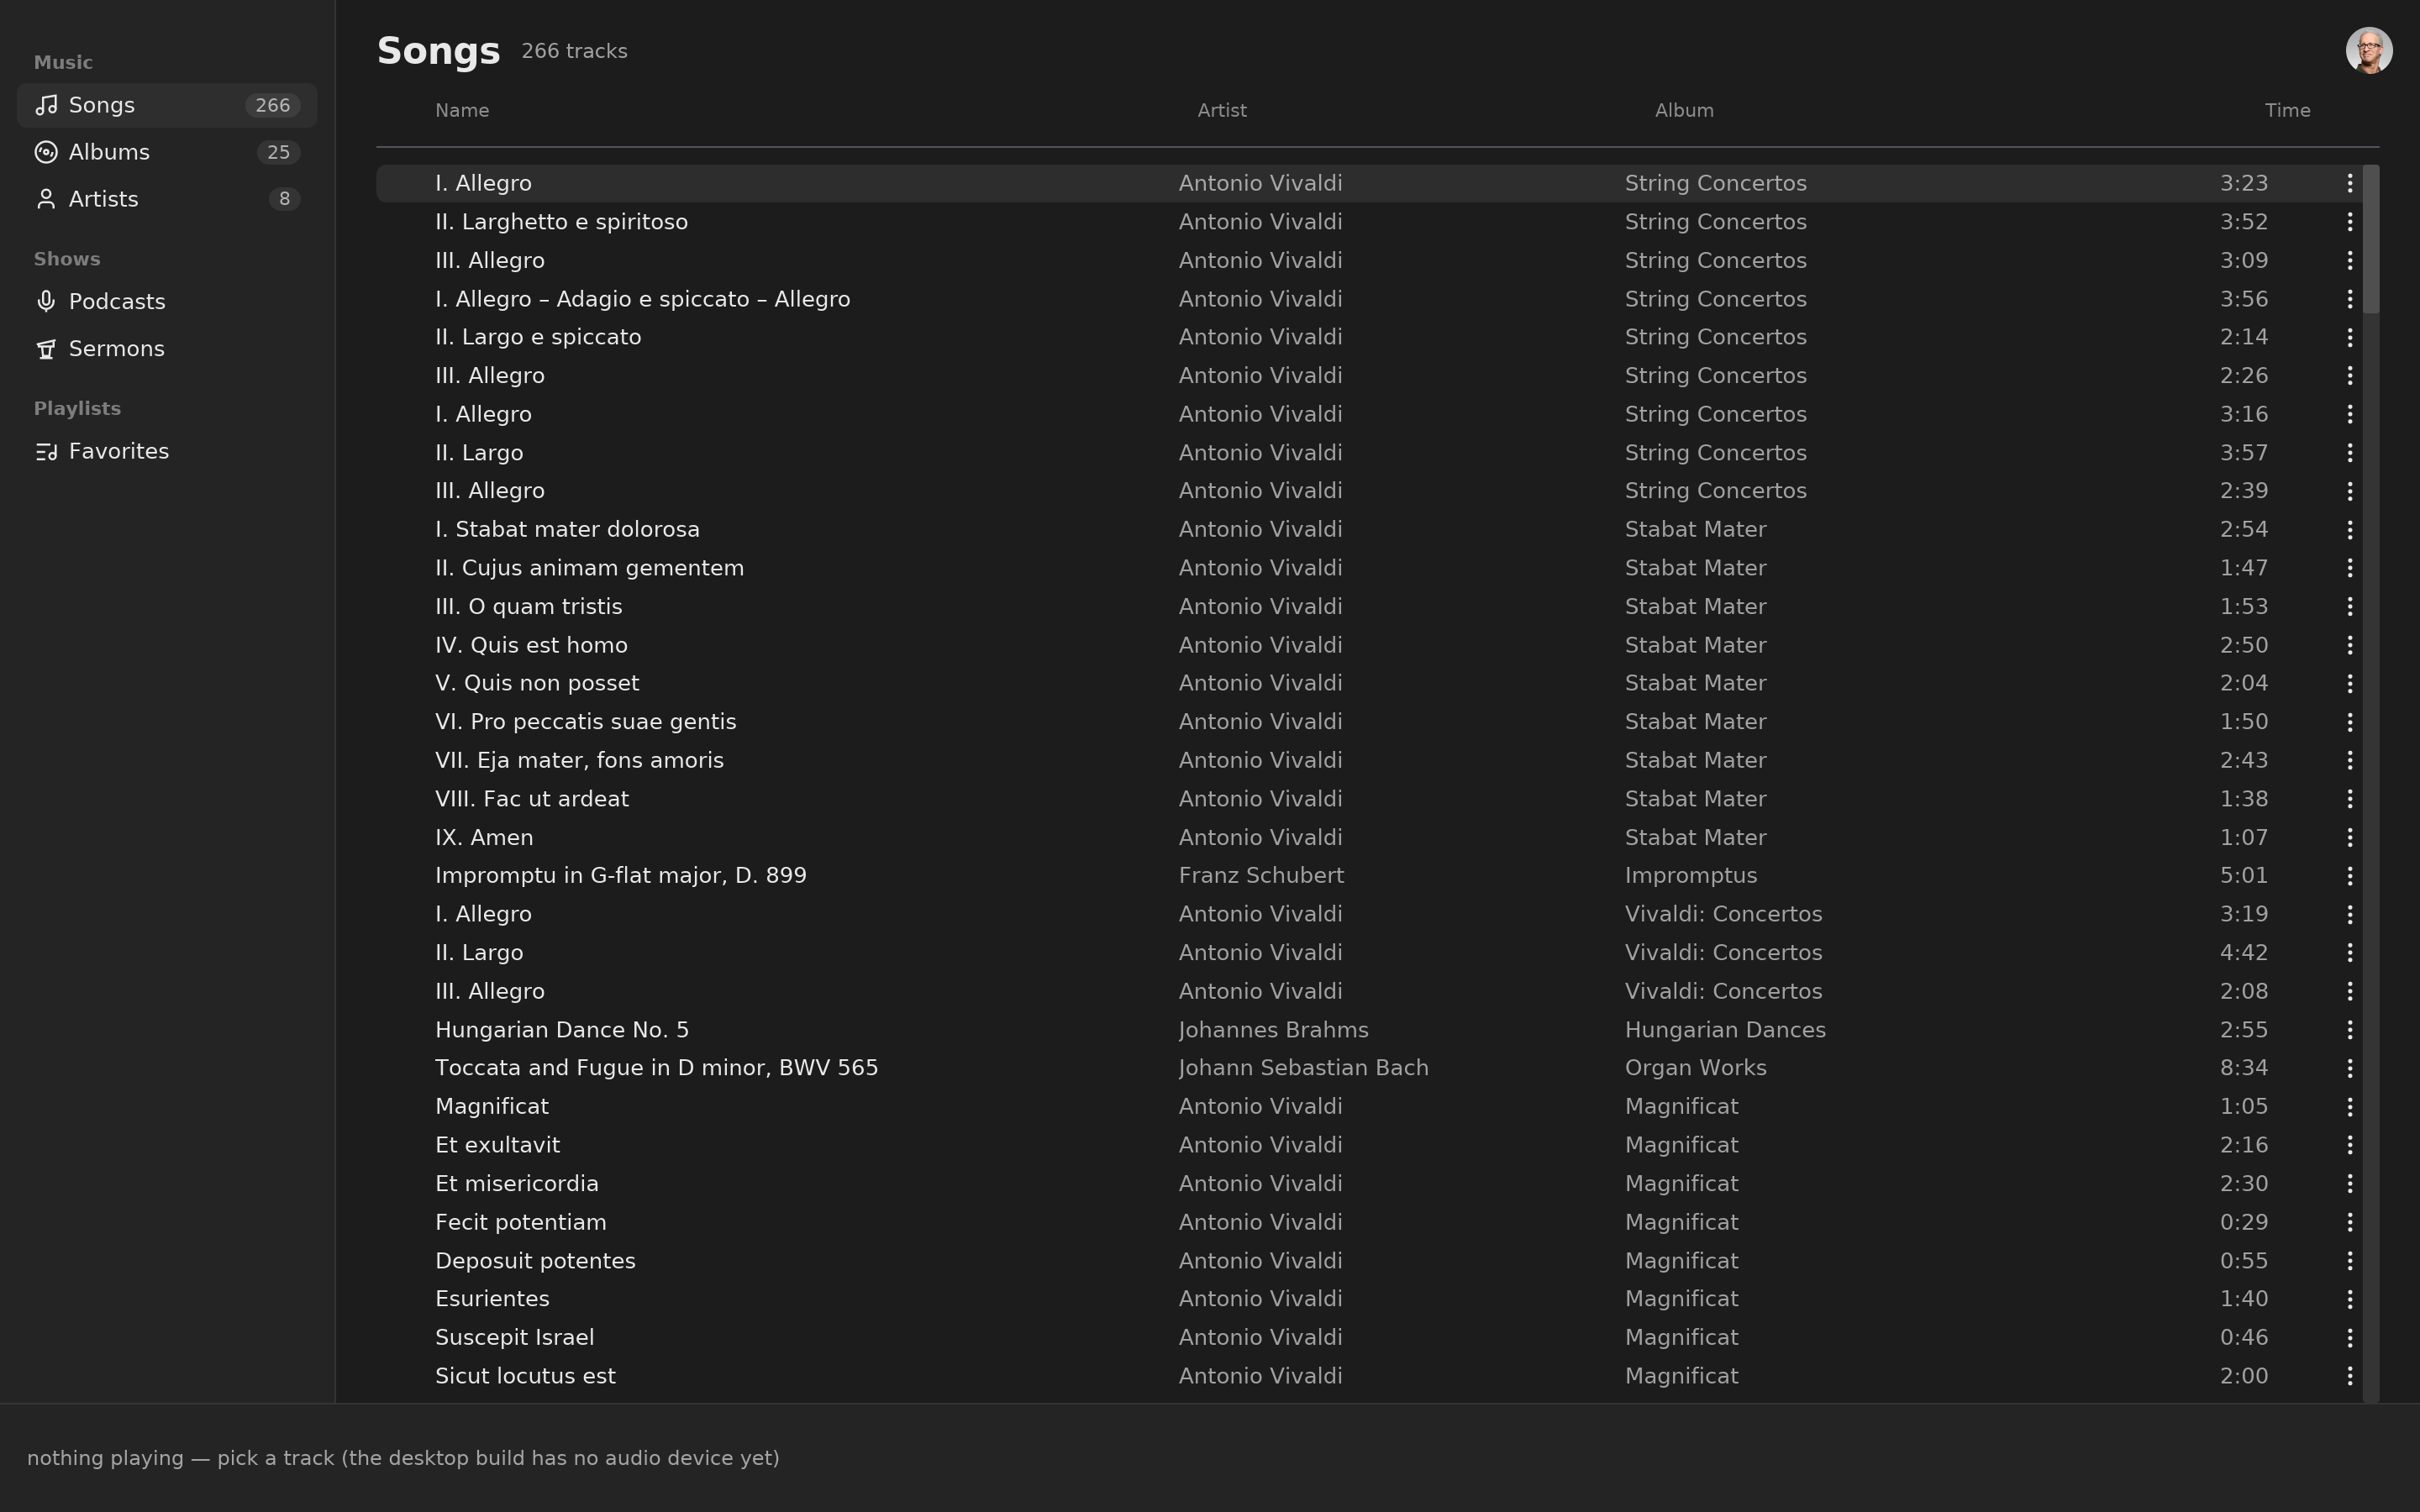 Music
Songs 266
Albums 25
Artists 8
Shows
Podcasts
Sermons
Playlists
Favorites
Songs 266 tracks
Name Artist Album Time
I. Allegro Antonio Vivaldi String Concertos 3:23
II. Larghetto e spiritoso Antonio Vivaldi String Concertos 3:52
III. Allegro Antonio Vivaldi String Concertos 3:09
I. Allegro – Adagio e spiccato – Allegro Antonio Vivaldi String Concertos 3:56
II. Largo e spiccato Antonio Vivaldi String Concertos 2:14
III. Allegro Antonio Vivaldi String Concertos 2:26
I. Allegro Antonio Vivaldi String Concertos 3:16
II. Largo Antonio Vivaldi String Concertos 3:57
III. Allegro Antonio Vivaldi String Concertos 2:39
I. Stabat mater dolorosa Antonio Vivaldi Stabat Mater 2:54
II. Cujus animam gementem Antonio Vivaldi Stabat Mater 1:47
III. O quam tristis Antonio Vivaldi Stabat Mater 1:53
IV. Quis est homo Antonio Vivaldi Stabat Mater 2:50
V. Quis non posset Antonio Vivaldi Stabat Mater 2:04
VI. Pro peccatis suae gentis Antonio Vivaldi Stabat Mater 1:50
VII. Eja mater, fons amoris Antonio Vivaldi Stabat Mater 2:43
VIII. Fac ut ardeat Antonio Vivaldi Stabat Mater 1:38
IX. Amen Antonio Vivaldi Stabat Mater 1:07
Impromptu in G-flat major, D. 899 Franz Schubert Impromptus 5:01
I. Allegro Antonio Vivaldi Vivaldi: Concertos 3:19
II. Largo Antonio Vivaldi Vivaldi: Concertos 4:42
III. Allegro Antonio Vivaldi Vivaldi: Concertos 2:08
Hungarian Dance No. 5 Johannes Brahms Hungarian Dances 2:55
Toccata and Fugue in D minor, BWV 565 Johann Sebastian Bach Organ Works 8:34
Magnificat Antonio Vivaldi Magnificat 1:05
Et exultavit Antonio Vivaldi Magnificat 2:16
Et misericordia Antonio Vivaldi Magnificat 2:30
Fecit potentiam Antonio Vivaldi Magnificat 0:29
Deposuit potentes Antonio Vivaldi Magnificat 0:55
Esurientes Antonio Vivaldi Magnificat 1:40
Suscepit Israel Antonio Vivaldi Magnificat 0:46
Sicut locutus est Antonio Vivaldi Magnificat 2:00
nothing playing — pick a track (the desktop build has no audio device yet)